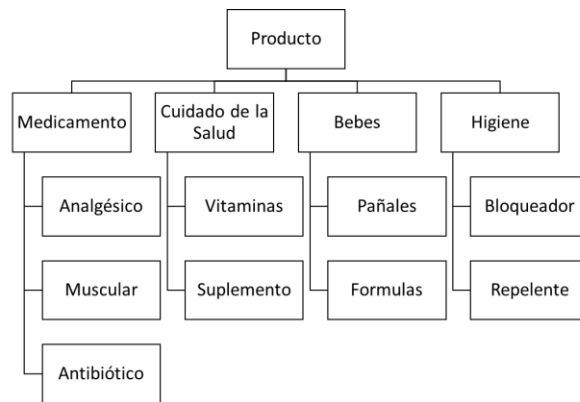 Producto
Medicamento
Cuidado de la
Salud
Bebes
Higiene
Analgésico
Vitaminas
Pañales
Bloqueador
Muscular
Suplemento
Formulas
Repelente
Antibiótico